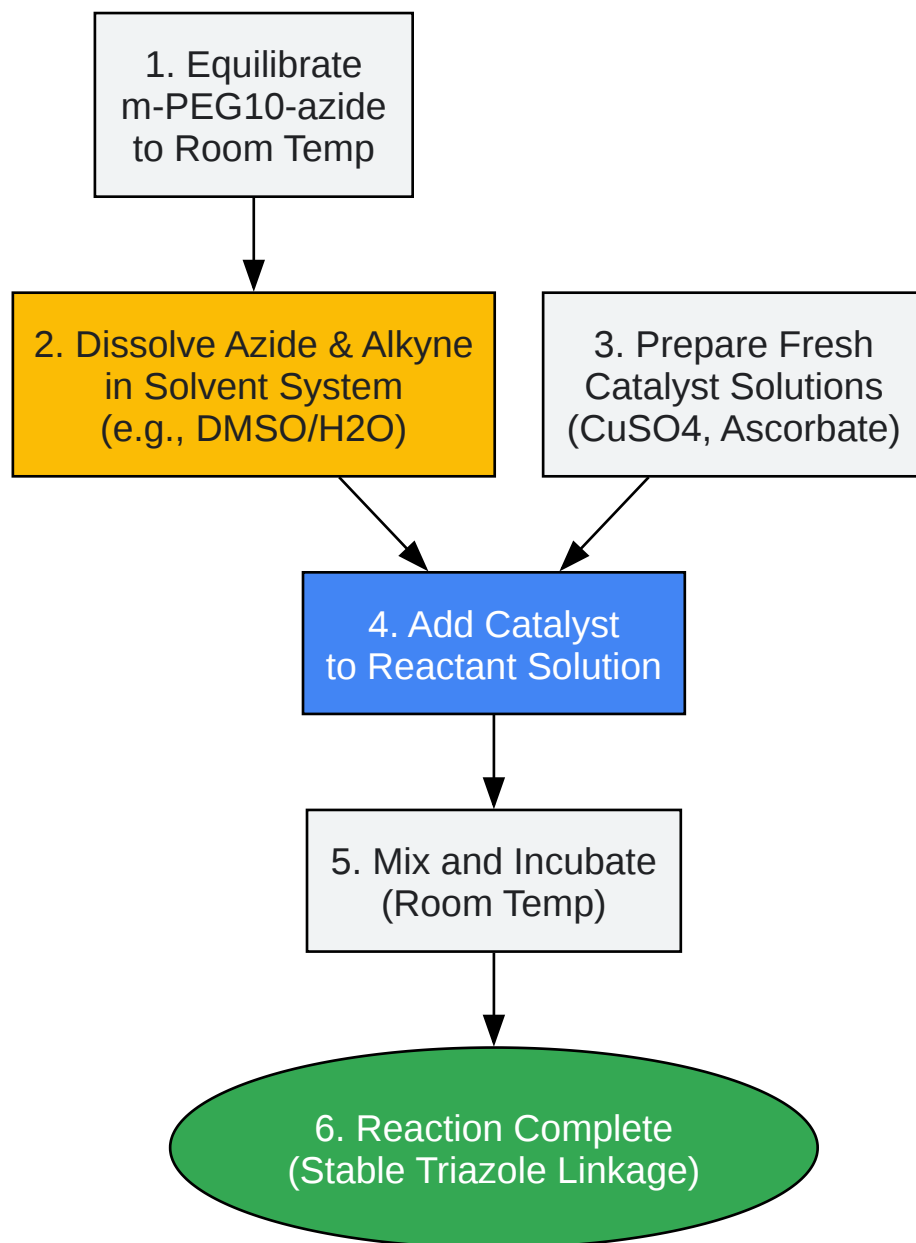 1. Equilibrate
m-PEG10-azide
to Room Temp
2. Dissolve Azide & Alkyne
in Solvent System
(e.g., DMSO/H2O)
3. Prepare Fresh
Catalyst Solutions
(CuSO4, Ascorbate)
4. Add Catalyst
to Reactant Solution
5. Mix and Incubate
(Room Temp)
6. Reaction Complete
(Stable Triazole Linkage)